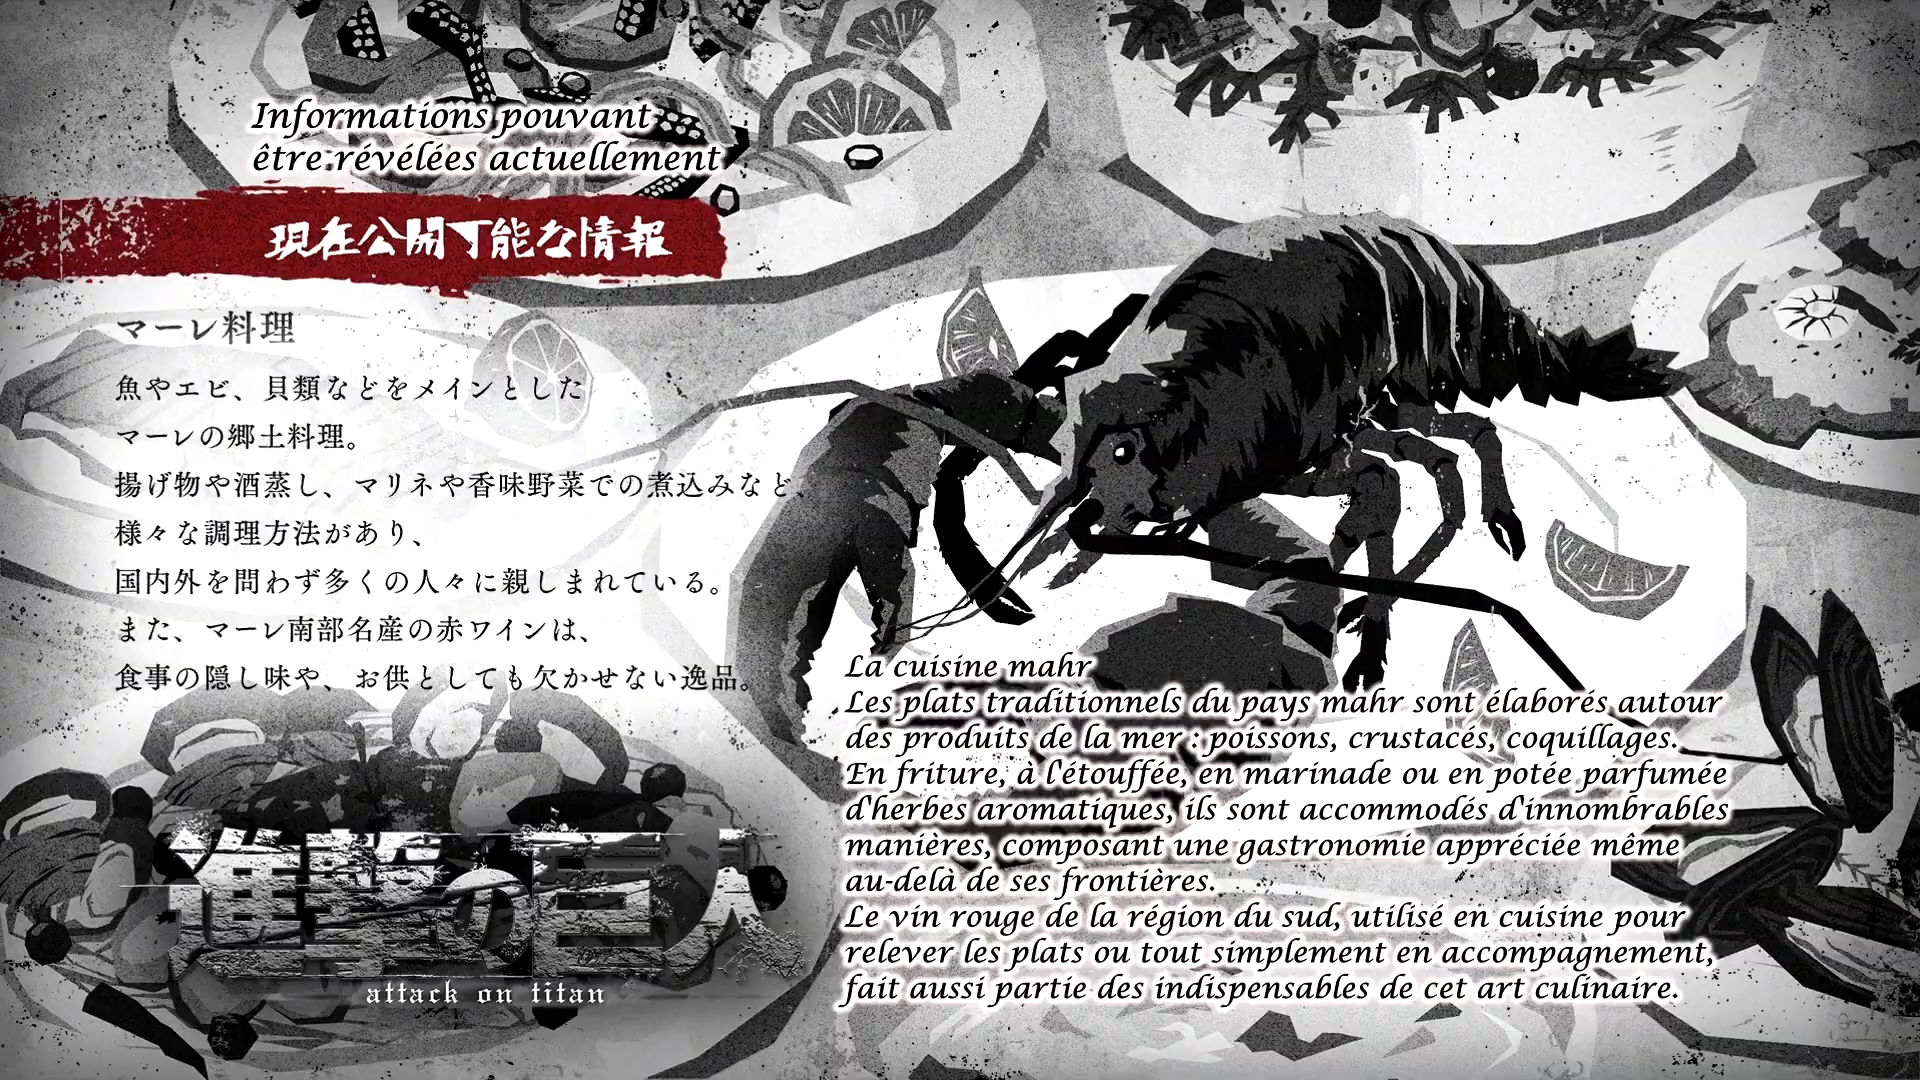 Informations pouvant
être révélées actuellement
現在公開可能な情報
マーレ料理
魚やエビ、貝類などをメインとした
マーレの郷土料理。
揚げ物や酒蒸し、マリネや香味野菜での煮込みなど、
様々な調理方法があり、
国内外を問わず多くの人々に親しまれている。
また、マーレ南部名産の赤ワインは、
食事の隠し味や、お供としても欠かせない逸品。
La cuisine mahr
Les plats traditionnels du pays mahr sont élaborés autour
des produits de la mer : poissons, crustacés, coquillages.
En friture, à l'étouffée, en marinade ou en potée parfumée
d'herbes aromatiques, ils sont accommodés d'innombrables
manières, composant une gastronomie appréciée même
au-delà de ses frontières.
Le vin rouge de la région du sud, utilisé en cuisine pour
relever les plats ou tout simplement en accompagnement,
fait aussi partie des indispensables de cet art culinaire.
進撃の巨人
attack on titan